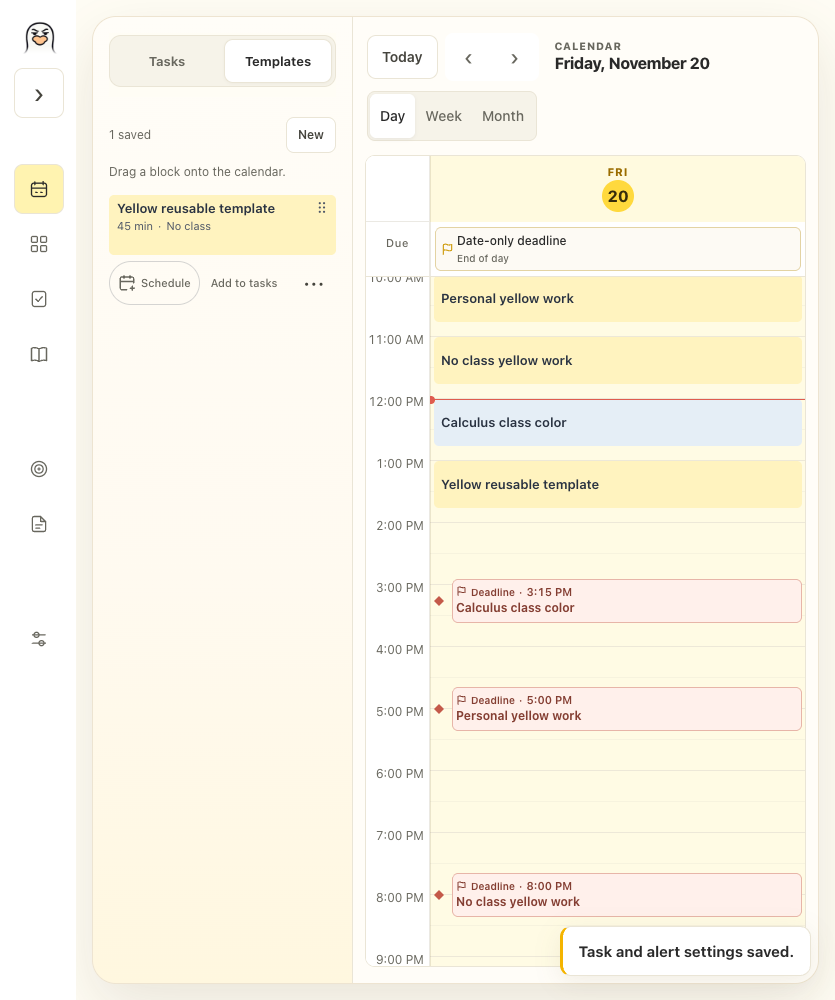 Tasks
Templates
1 saved
New
Drag a block onto the calendar.
Yellow reusable template
45 min · No class
Schedule
Add to tasks
Today
CALENDAR
Friday, November 20
Day
Week
Month
FRI
20
Due
Date-only deadline
End of day
10:00 AM
Personal yellow work
11:00 AM
No class yellow work
12:00 PM
Calculus class color
1:00 PM
Yellow reusable template
2:00 PM
3:00 PM
Deadline · 3:15 PM
Calculus class color
4:00 PM
5:00 PM
Deadline · 5:00 PM
Personal yellow work
6:00 PM
7:00 PM
8:00 PM
Deadline · 8:00 PM
No class yellow work
9:00 PM
Task and alert settings saved.